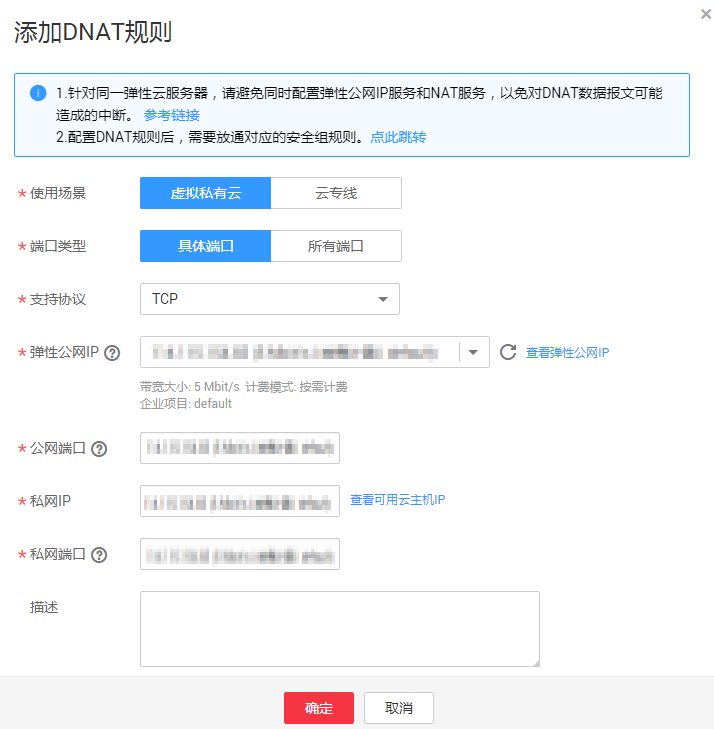 添加DNAT规则
1.针对同一弹性云服务器，请避免同时配置弹性公网IP服务和NAT服务，以免对DNAT数据报文可能
造成的中断。 参考链接
2.配置DNAT规则后，需要放通对应的安全组规则。点此跳转
* 使用场景 虚拟私有云 云专线
* 端口类型 具体端口 所有端口
* 支持协议 TCP
* 弹性公网IP 查看弹性公网IP
带宽大小: 5 Mbit/s 计费模式: 按需计费
企业项目: default
* 公网端口
* 私网IP 查看可用云主机IP
* 私网端口
描述
确定 取消